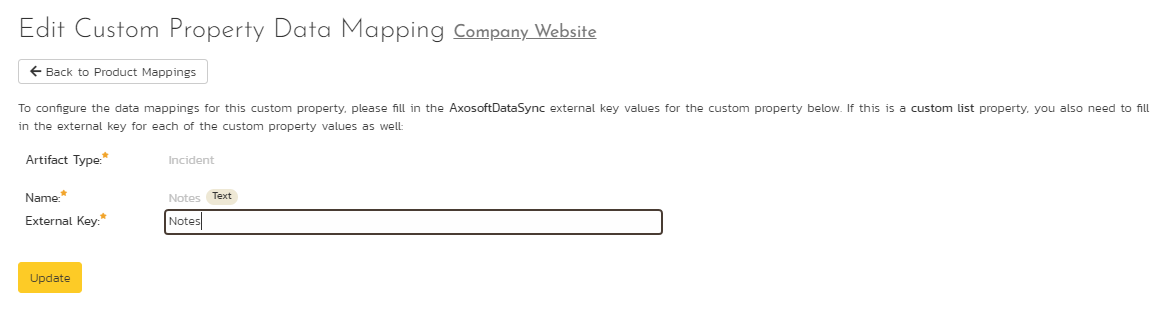 Edit Custom Property Data Mapping Company Website
Back to Product Mappings
To configure the data mappings for this custom property, please fill in the AxosoftDataSync external key values for the custom property below. If this is a custom list property, you also need to fill
in the external key for each of the custom property values as well:
Artifact Type:* Incident
Name:* Notes Text
External Key:* Notes
Update